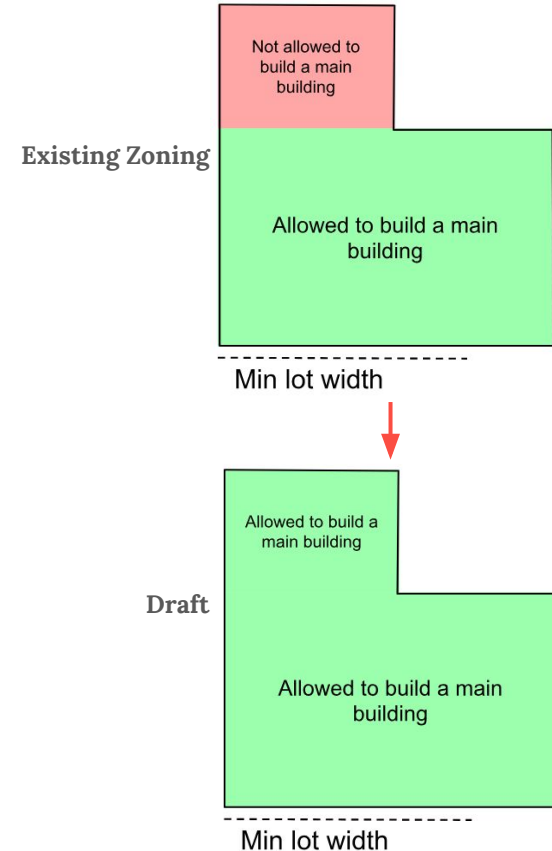 Not allowed to
build a main
building
Existing Zoning
Allowed to build a main
building
Min lot width
Allowed to build a
main building
Draft
Allowed to build a main
building
Min lot width